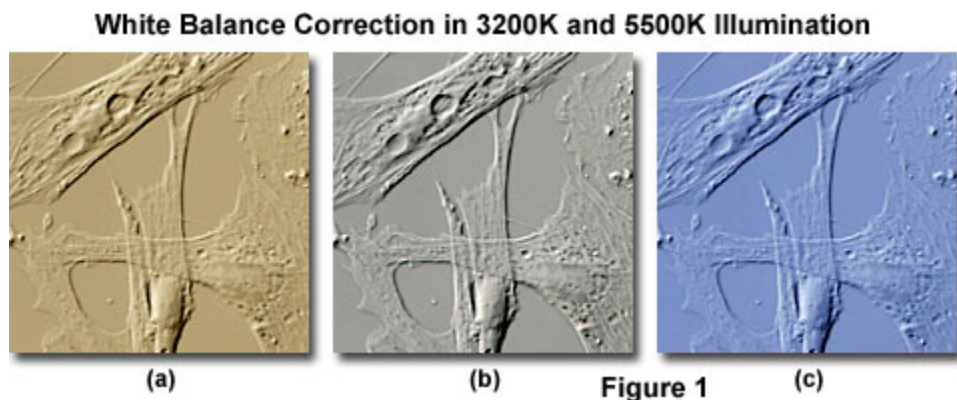 White Balance Correction in 3200K and 5500K Illumination
(a)
(b)
(c)
Figure 1